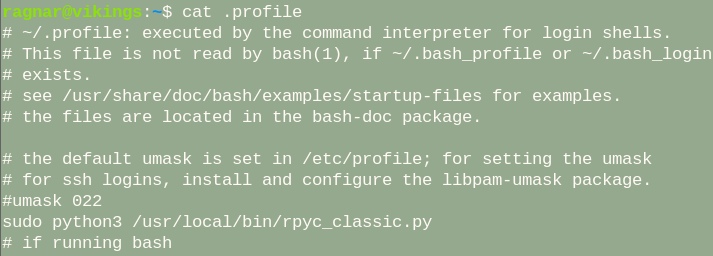 ragnar@vikings:~$ cat .profile
# ~/.profile: executed by the command interpreter for login shells.
# This file is not read by bash(1), if ~/.bash_profile or ~/.bash_login
# exists.
# see /usr/share/doc/bash/examples/startup-files for examples.
# the files are located in the bash-doc package.

# the default umask is set in /etc/profile; for setting the umask
# for ssh logins, install and configure the libpam-umask package.
#umask 022
sudo python3 /usr/local/bin/rpyc_classic.py
# if running bash